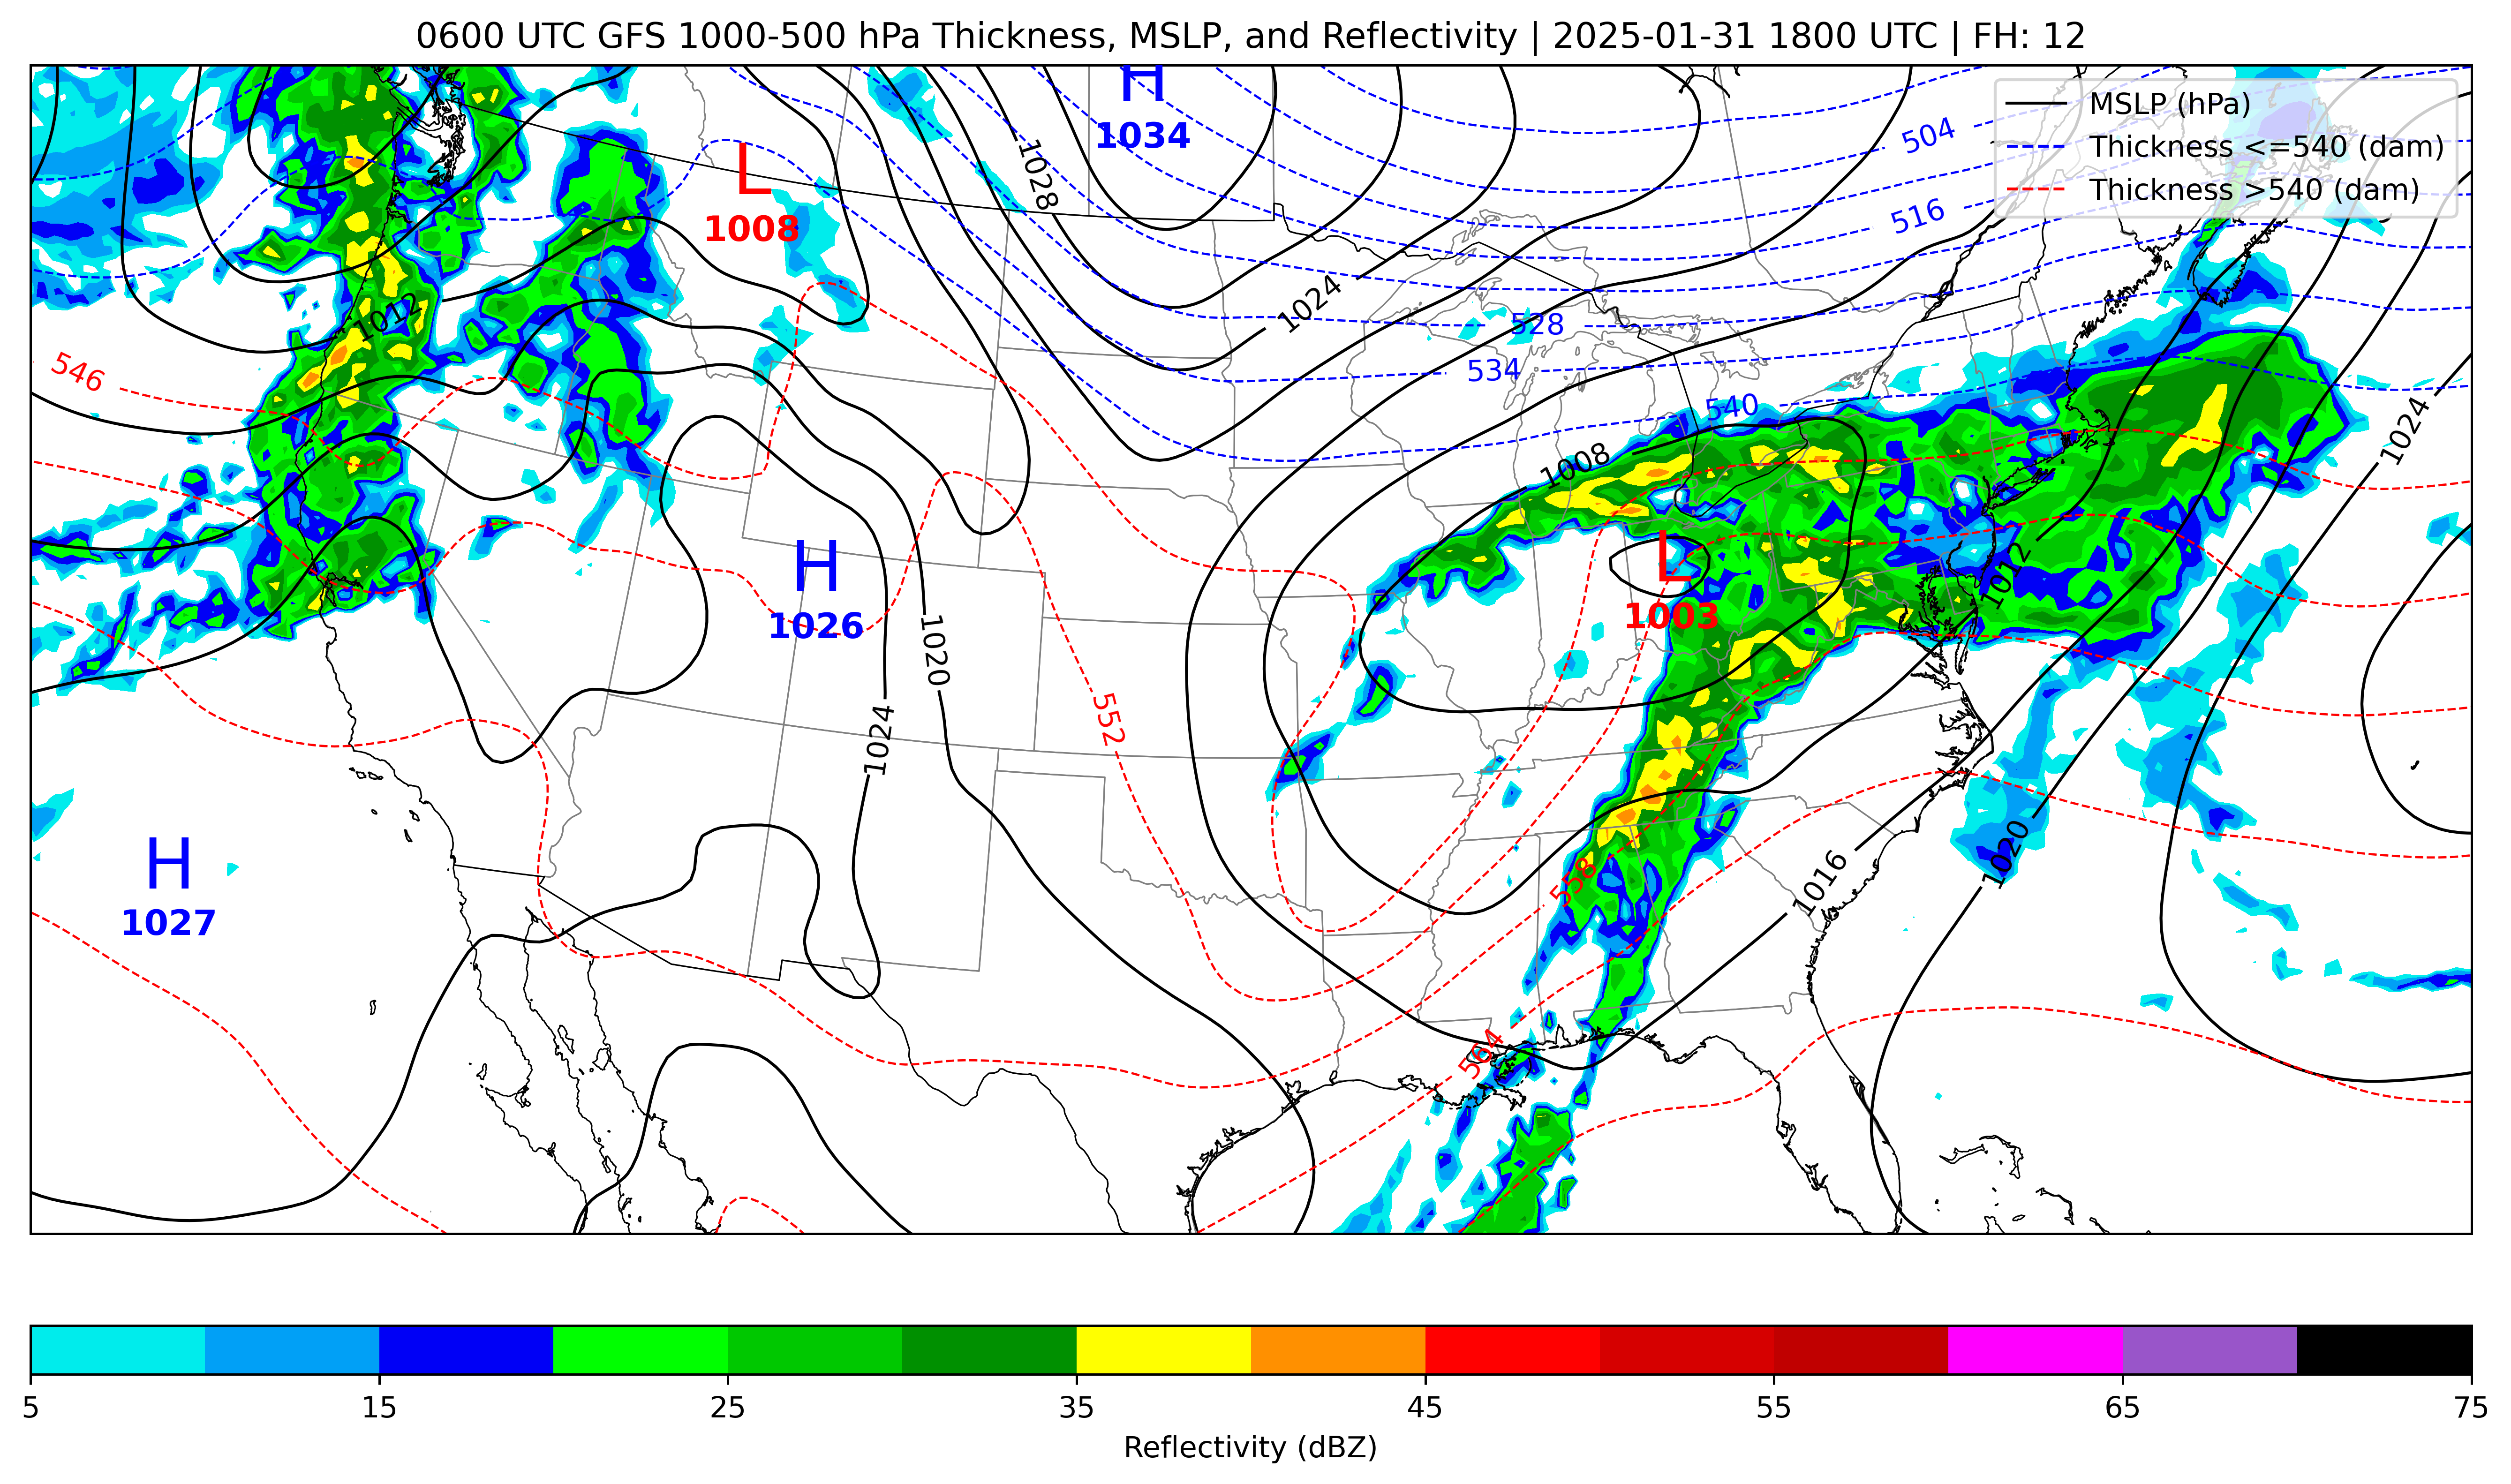 0600 UTC GFS 1000-500 hPa Thickness, MSLP, and Reflectivity | 2025-01-31 1800 UTC | FH: 12
MSLP (hPa)
Thickness <=540 (dam)
Thickness >540 (dam)
H
1034
504
L
1008
1028
516
1024
1012
528
546
534
540
1024
1008
H
1026
L
1003
1012
1020
552
1024
H
1027
558
1016
1020
564
5 15 25 35 45 55 65 75
Reflectivity (dBZ)